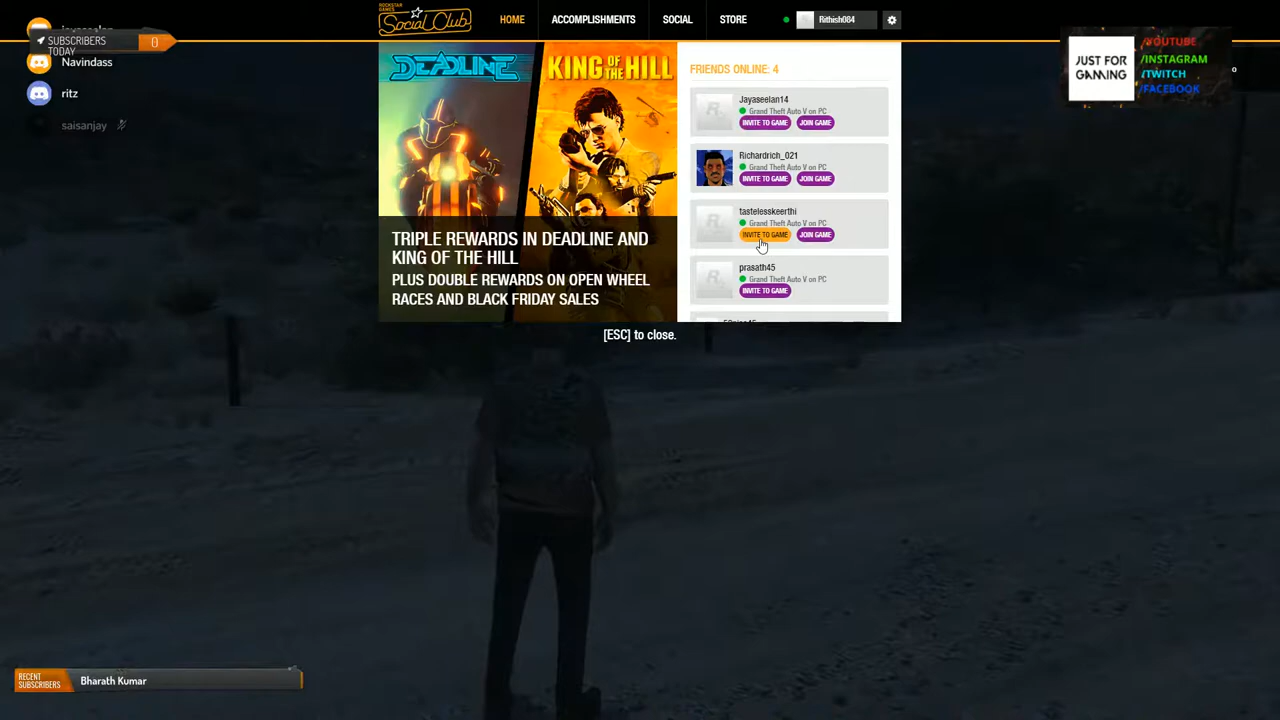 SUBSCRIBERS
TODAY
0
Navindass
ritz
saisanjay
ROCKSTAR
GAMES
Social Club
HOME
ACCOMPLISHMENTS
SOCIAL
STORE
Rithish084
DEADLINE
KING OF THE HILL
TRIPLE REWARDS IN DEADLINE AND
KING OF THE HILL
PLUS DOUBLE REWARDS ON OPEN WHEEL
RACES AND BLACK FRIDAY SALES
FRIENDS ONLINE: 4
Jayaseelan14
Grand Theft Auto V on PC
INVITE TO GAME JOIN GAME
Richardrich_021
Grand Theft Auto V on PC
INVITE TO GAME JOIN GAME
tastelesskeerthi
Grand Theft Auto V on PC
INVITE TO GAME JOIN GAME
prasath45
Grand Theft Auto V on PC
INVITE TO GAME
[ESC] to close.
JUST FOR
GAMING
/YOUTUBE
/INSTAGRAM
/TWITCH
/FACEBOOK
RECENT
SUBSCRIBERS
Bharath Kumar